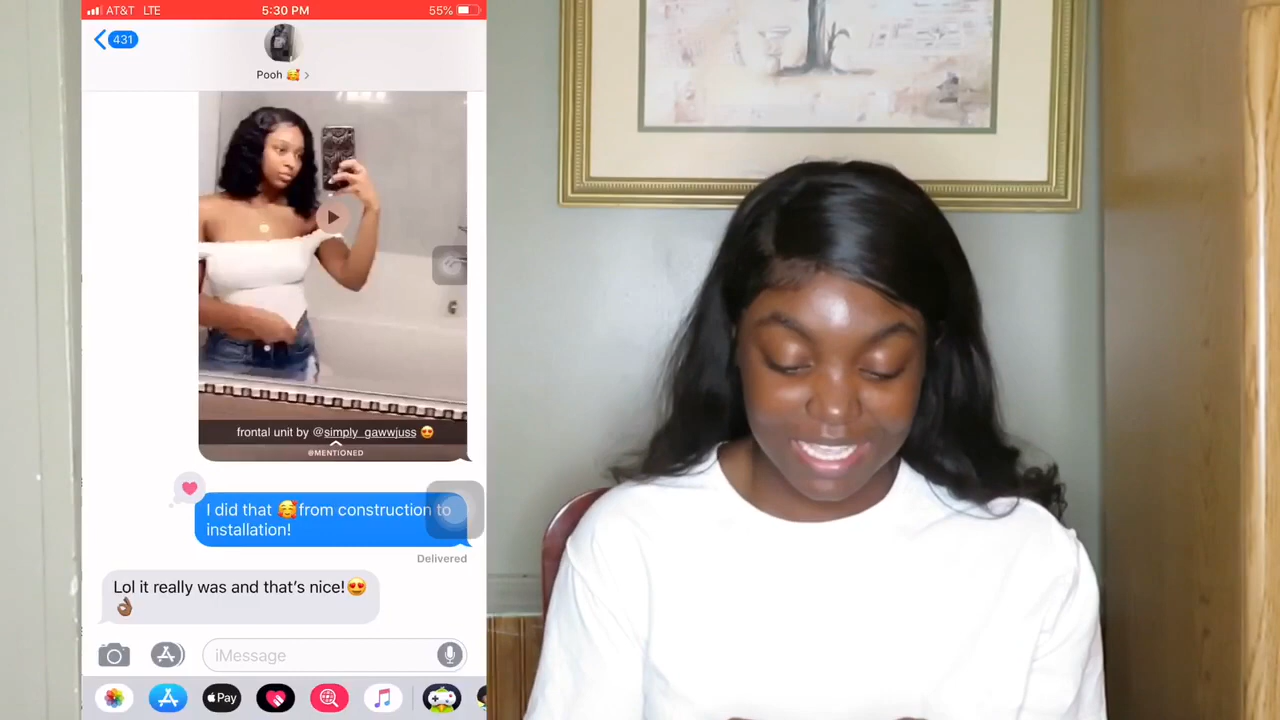 AT&T LTE 5:30 PM 55%
431
Pooh 🥰 >
frontal unit by @simply_gawwjuss 😍
@MENTIONED
I did that 🥰from construction to
installation!
Delivered
Lol it really was and that's nice!😍
👌🏾
iMessage
Pay